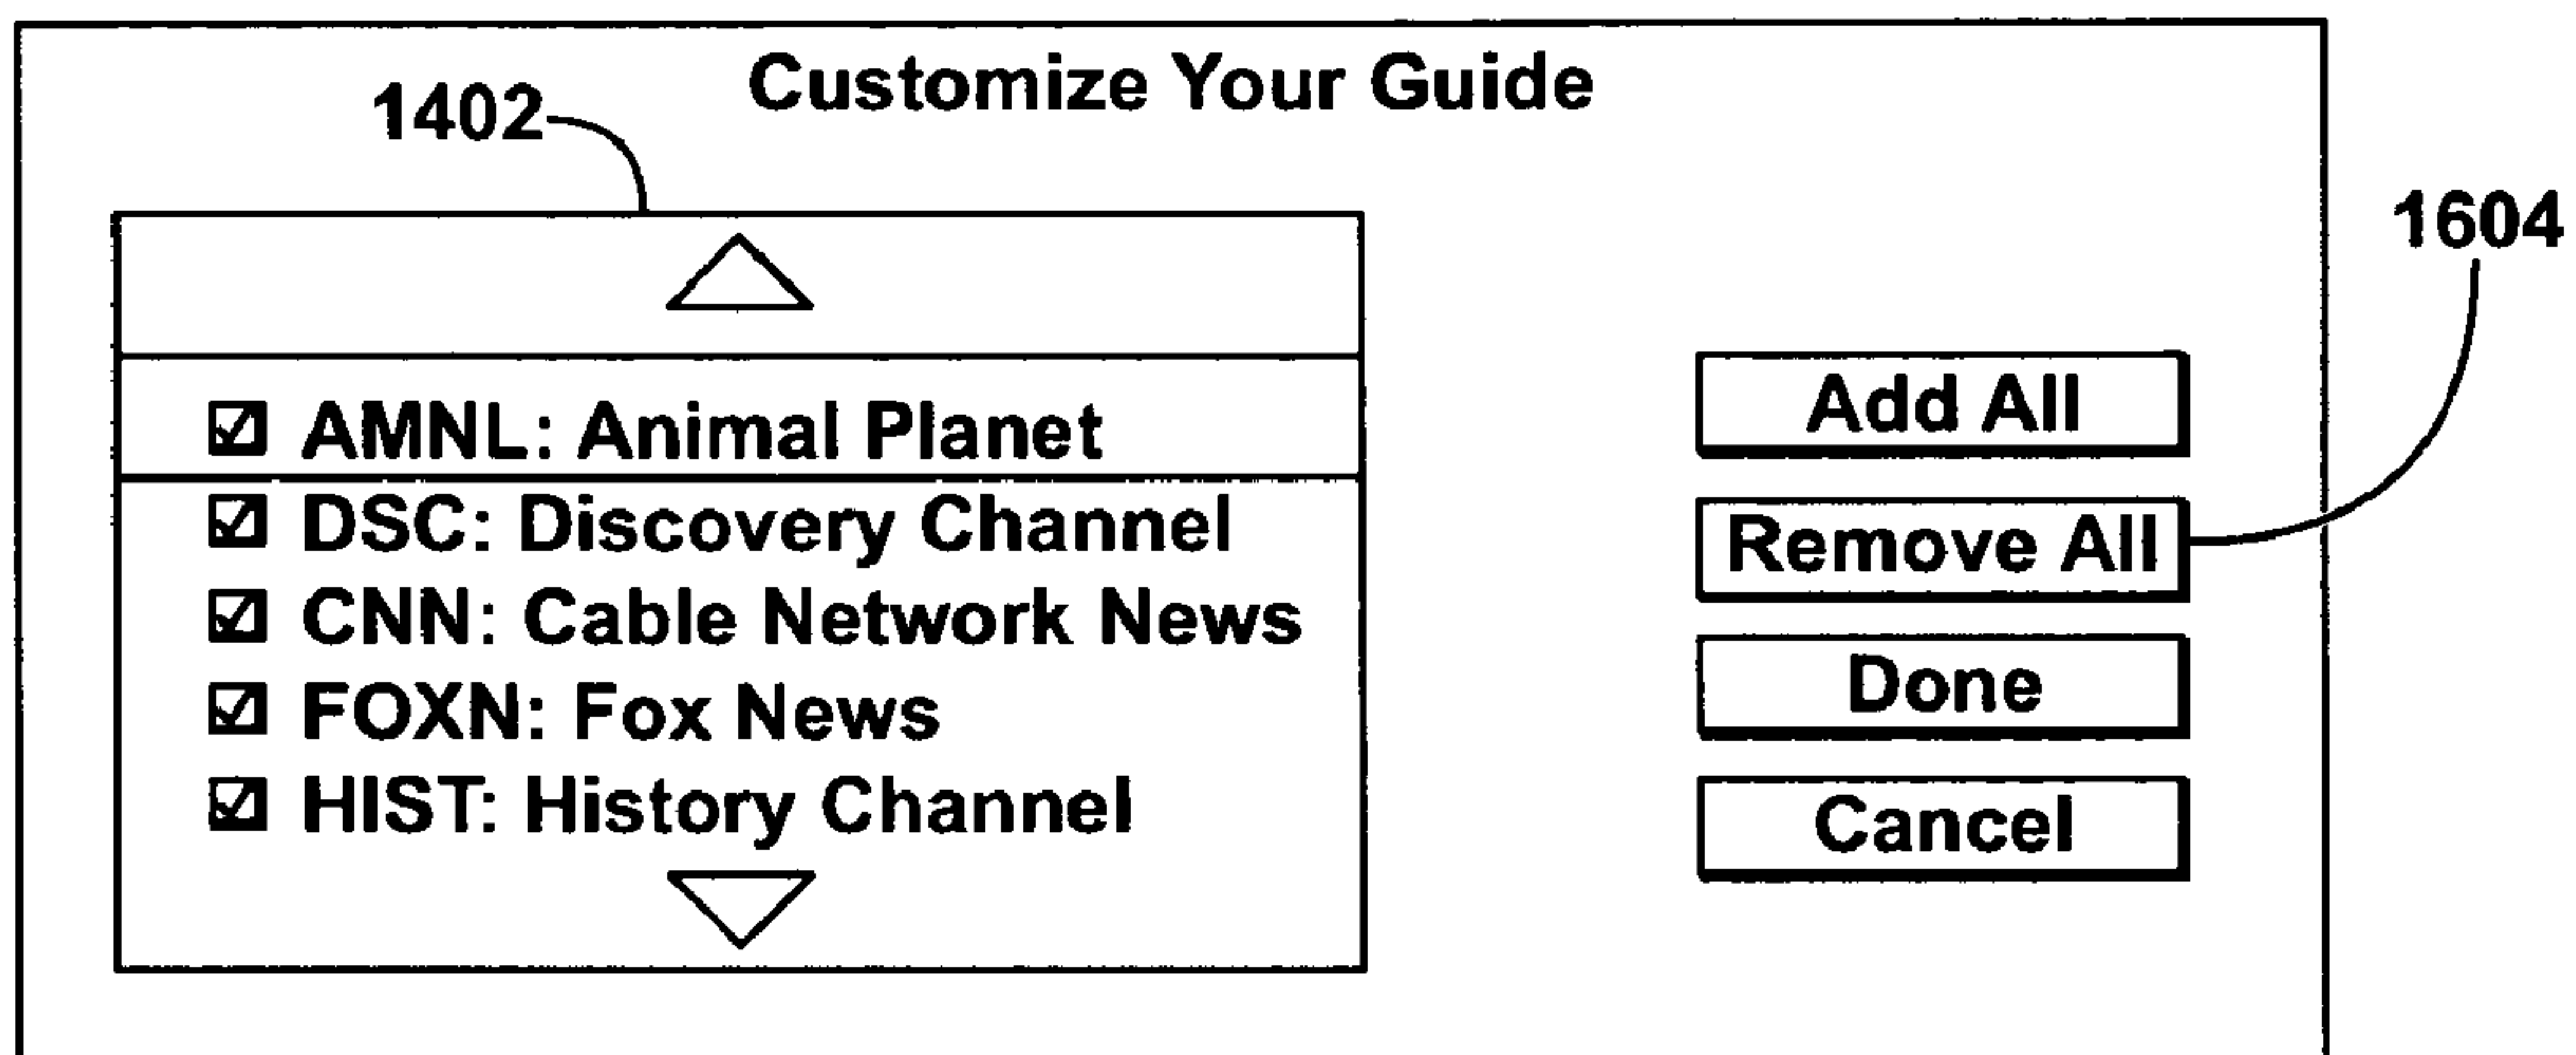 Customize Your Guide
1402
1604
AMNL: Animal Planet
DSC: Discovery Channel
CNN: Cable Network News
FOXN: Fox News
HIST: History Channel
Add All
Remove All
Done
Cancel